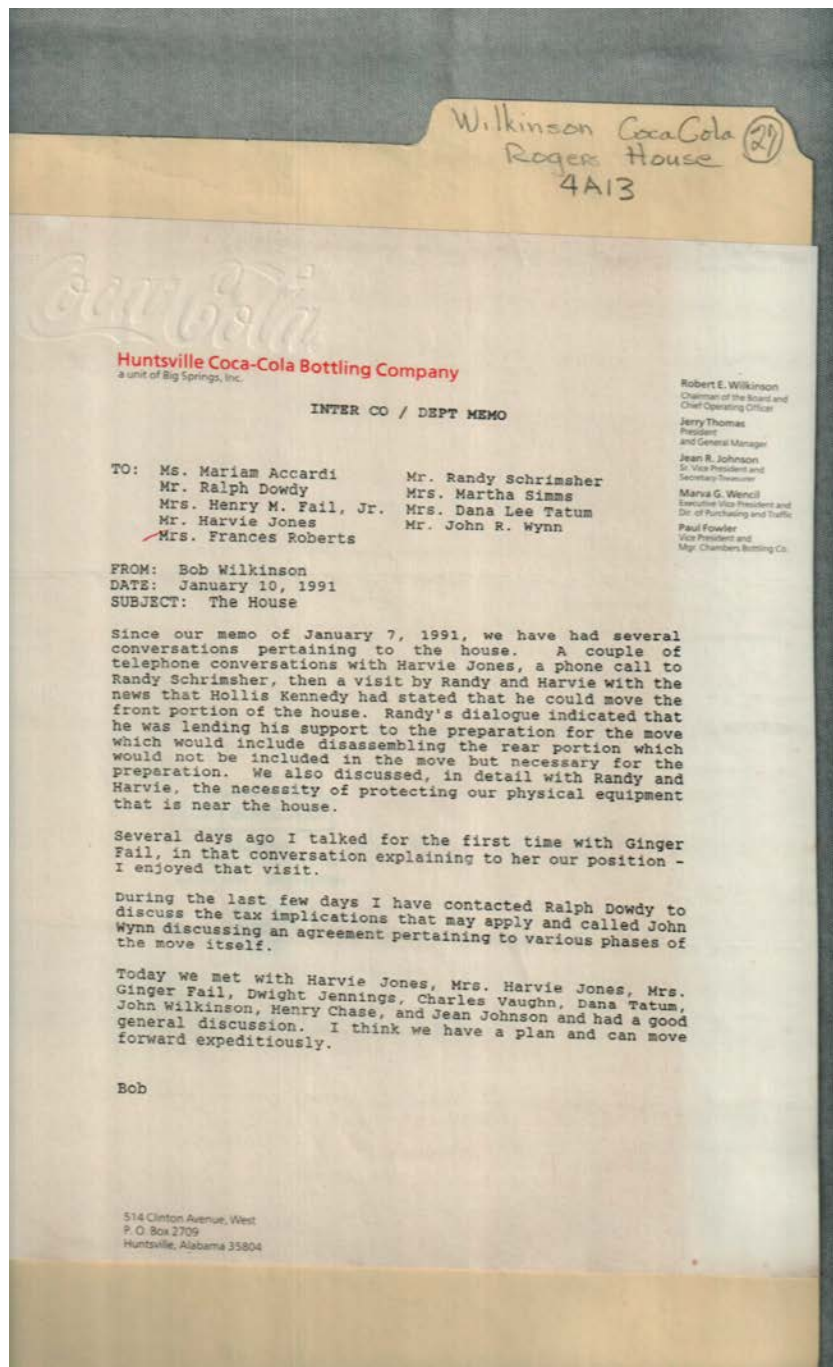 Wilkinson CocaCola 27
Rogers House
4A13
Coca-Cola
Huntsville Coca-Cola Bottling Company
a unit of Big Springs, Inc.
INTER CO / DEPT MEMO
Robert E. Wilkinson
Chairman of the Board and
Chief Operating Officer
Jerry Thomas
President
and General Manager
Jean R. Johnson
Sr. Vice President and
Secretary-Treasurer
Marva G. Wencil
Executive Vice President and
Dir. of Purchasing and Traffic
Paul Fowler
Vice President and
Mgr. Chambers Bottling Co.
TO: Ms. Mariam Accardi
Mr. Ralph Dowdy
Mrs. Henry M. Fail, Jr.
Mr. Harvie Jones
Mrs. Frances Roberts
Mr. Randy Schrimsher
Mrs. Martha Simms
Mrs. Dana Lee Tatum
Mr. John R. Wynn
FROM: Bob Wilkinson
DATE: January 10, 1991
SUBJECT: The House
Since our memo of January 7, 1991, we have had several
conversations pertaining to the house. A couple of
telephone conversations with Harvie Jones, a phone call to
Randy Schrimsher, then a visit by Randy and Harvie with the
news that Hollis Kennedy had stated that he could move the
front portion of the house. Randy's dialogue indicated that
he was lending his support to the preparation for the move
which would include disassembling the rear portion which
would not be included in the move but necessary for the
preparation. We also discussed, in detail with Randy and
Harvie, the necessity of protecting our physical equipment
that is near the house.
Several days ago I talked for the first time with Ginger
Fail, in that conversation explaining to her our position -
I enjoyed that visit.
During the last few days I have contacted Ralph Dowdy to
discuss the tax implications that may apply and called John
Wynn discussing an agreement pertaining to various phases of
the move itself.
Today we met with Harvie Jones, Mrs. Harvie Jones, Mrs.
Ginger Fail, Dwight Jennings, Charles Vaughn, Dana Tatum,
John Wilkinson, Henry Chase, and Jean Johnson and had a good
general discussion. I think we have a plan and can move
forward expeditiously.
Bob
514 Clinton Avenue, West
P. O. Box 2709
Huntsville, Alabama 35804